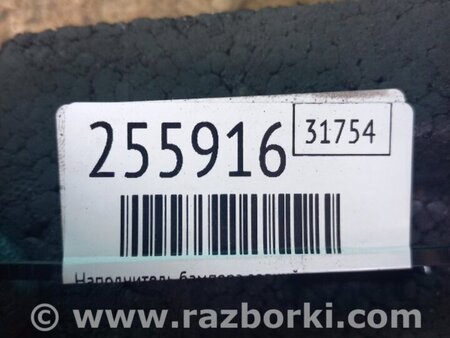 255916 31754
Наполнитель бампера
© www.razborki.com